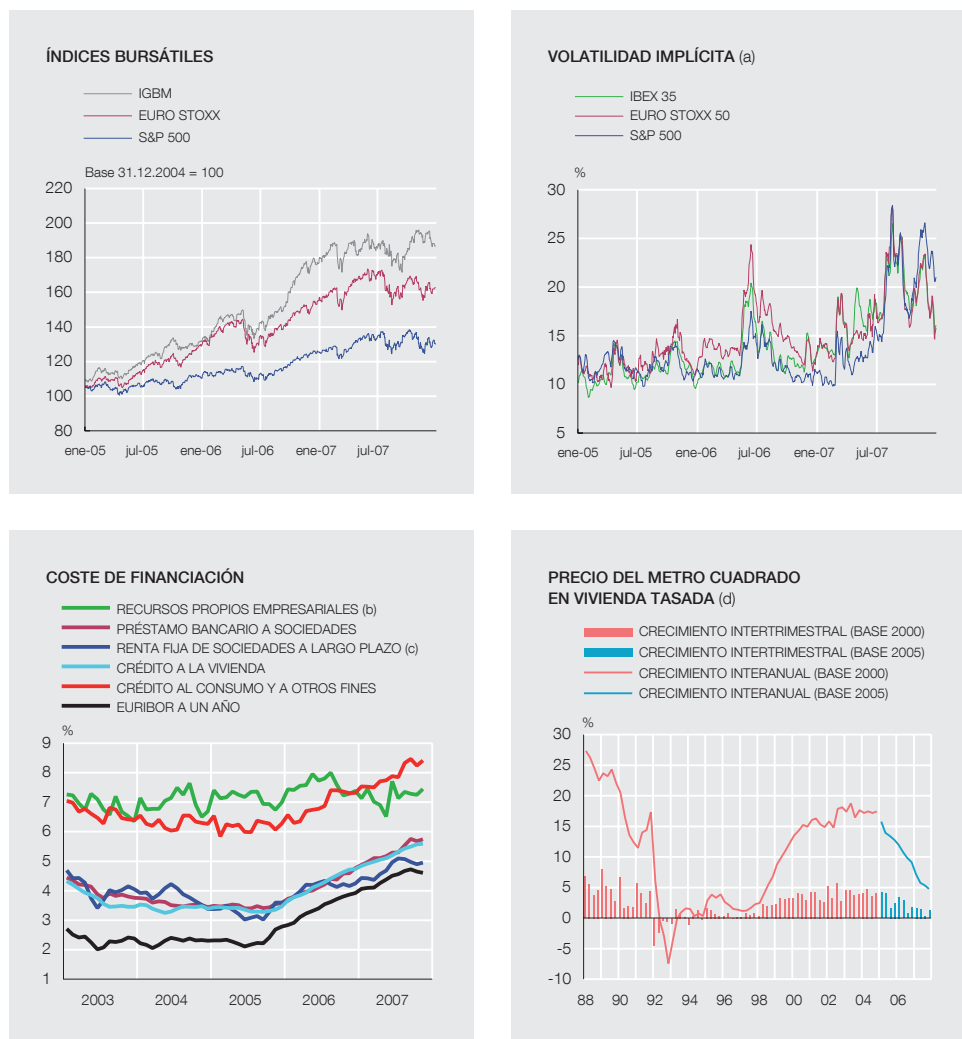 ÍNDICES BURSÁTILES
IGBM
EURO STOXX
S&P 500
Base 31.12.2004 = 100
220
200
180
160
140
120
100
80
ene-05 jul-05 ene-06 jul-06 ene-07 jul-07
VOLATILIDAD IMPLÍCITA (a)
IBEX 35
EURO STOXX 50
S&P 500
%
30
25
20
15
10
5
ene-05 jul-05 ene-06 jul-06 ene-07 jul-07
COSTE DE FINANCIACIÓN
RECURSOS PROPIOS EMPRESARIALES (b)
PRÉSTAMO BANCARIO A SOCIEDADES
RENTA FIJA DE SOCIEDADES A LARGO PLAZO (c)
CRÉDITO A LA VIVIENDA
CRÉDITO AL CONSUMO Y A OTROS FINES
EURIBOR A UN AÑO
%
9
8
7
6
5
4
3
2
1
2003 2004 2005 2006 2007
PRECIO DEL METRO CUADRADO
EN VIVIENDA TASADA (d)
CRECIMIENTO INTERTRIMESTRAL (BASE 2000)
CRECIMIENTO INTERTRIMESTRAL (BASE 2005)
CRECIMIENTO INTERANUAL (BASE 2000)
CRECIMIENTO INTERANUAL (BASE 2005)
%
30
25
20
15
10
5
0
-5
-10
88 90 92 94 96 98 00 02 04 06